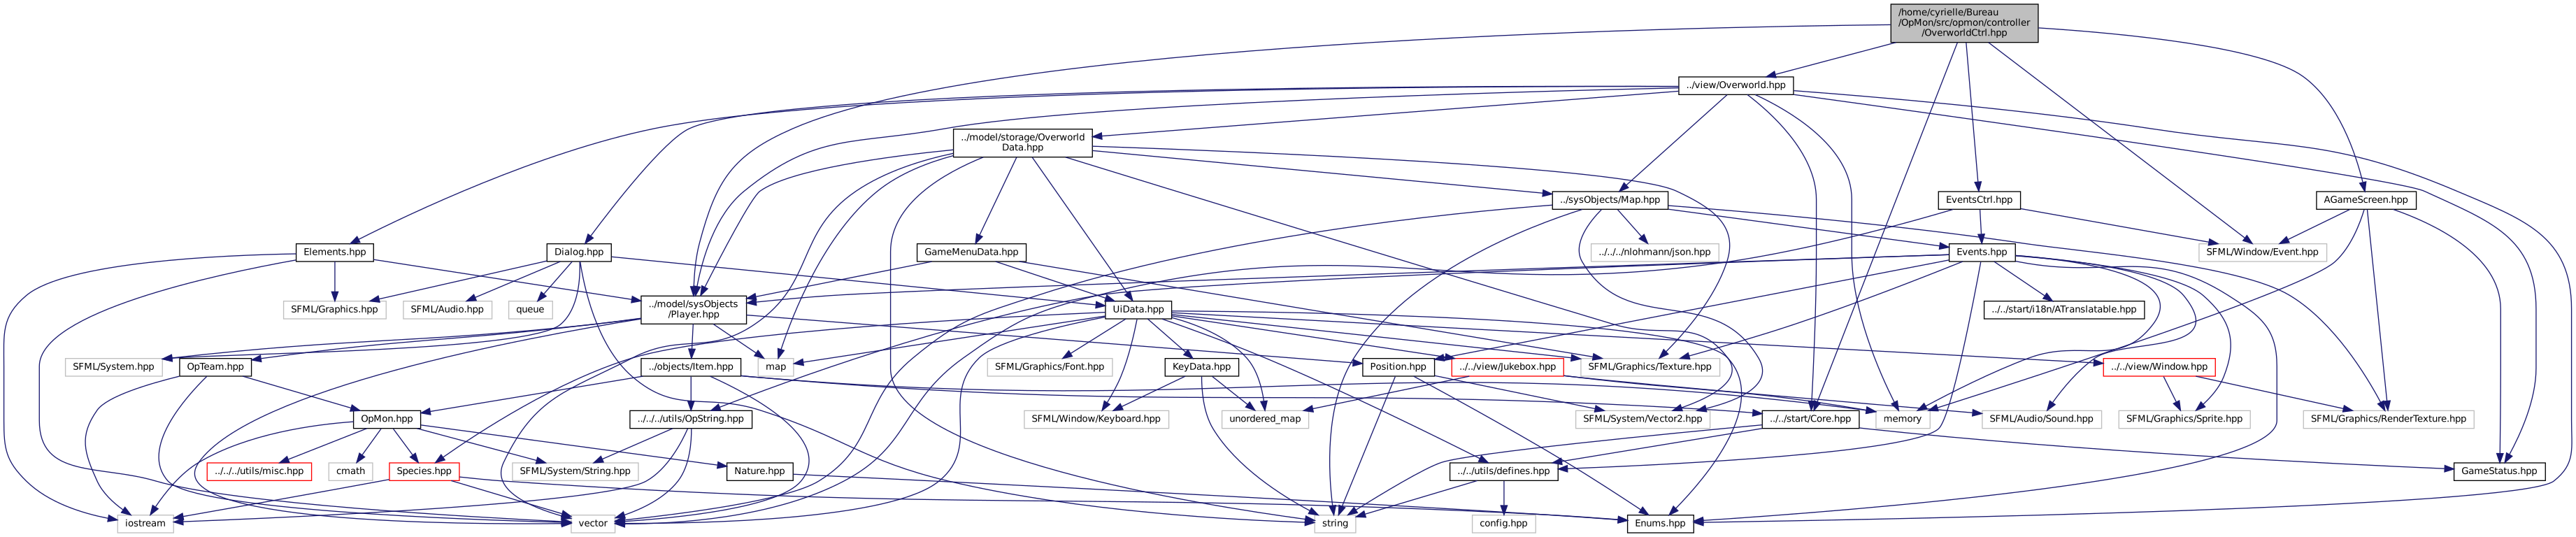 /home/cyrielle/Bureau
/OpMon/src/opmon/controller
/OverworldCtrl.hpp
../view/Overworld.hpp
../model/storage/Overworld
Data.hpp
../sysObjects/Map.hpp
EventsCtrl.hpp
AGameScreen.hpp
Elements.hpp
Dialog.hpp
GameMenuData.hpp
../../../nlohmann/json.hpp
Events.hpp
SFML/Window/Event.hpp
SFML/Graphics.hpp
SFML/Audio.hpp
queue
../model/sysObjects
/Player.hpp
UiData.hpp
../../start/i18n/ATranslatable.hpp
SFML/System.hpp
OpTeam.hpp
../objects/Item.hpp
map
SFML/Graphics/Font.hpp
KeyData.hpp
Position.hpp
../../view/Jukebox.hpp
SFML/Graphics/Texture.hpp
../../view/Window.hpp
OpMon.hpp
../../../utils/OpString.hpp
SFML/Window/Keyboard.hpp
unordered_map
SFML/System/Vector2.hpp
../../start/Core.hpp
memory
SFML/Audio/Sound.hpp
SFML/Graphics/Sprite.hpp
SFML/Graphics/RenderTexture.hpp
../../../utils/misc.hpp
cmath
Species.hpp
SFML/System/String.hpp
Nature.hpp
../../utils/defines.hpp
GameStatus.hpp
iostream
vector
string
config.hpp
Enums.hpp